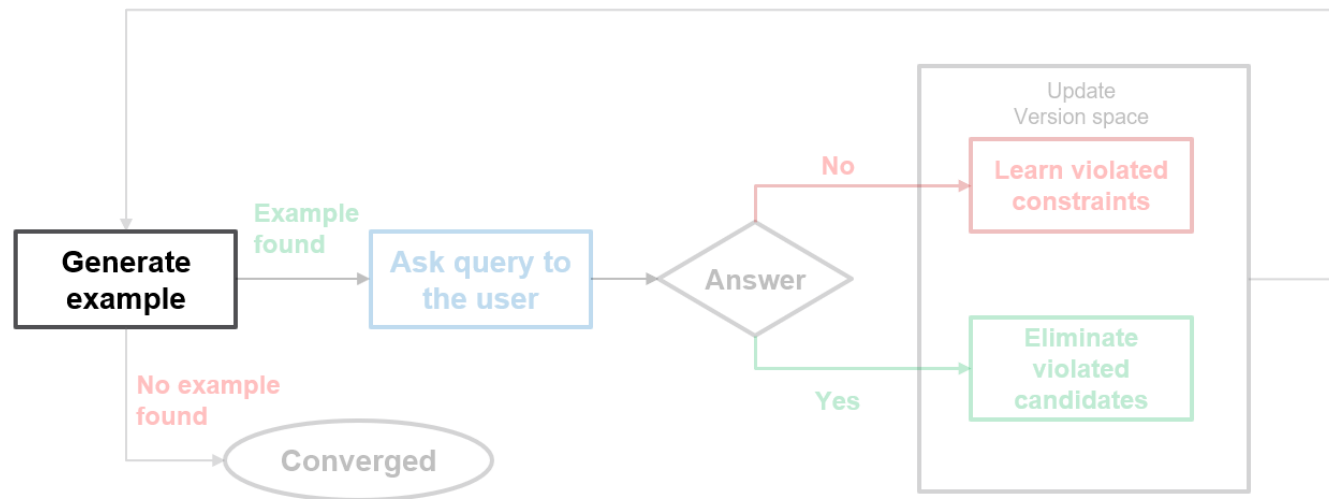 Update
Version space
No
Learn violated
constraints
Example
found
Generate
example
Ask query to
the user
Answer
Eliminate
violated
candidates
No example
found
Yes
Converged